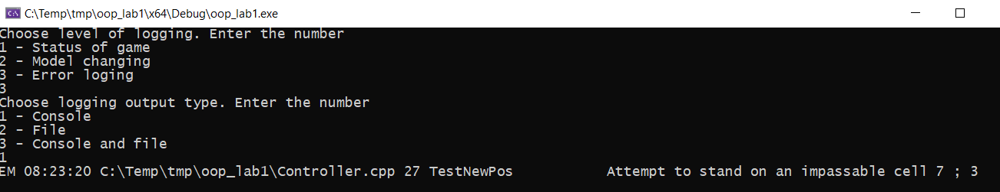 C:\Temp\tmp\oop_lab1\x64\Debug\oop_lab1.exe
Choose level of logging. Enter the number
1 - Status of game
2 - Model changing
3 - Error loging
3
Choose logging output type. Enter the number
1 - Console
2 - File
3 - Console and file
1
EM 08:23:20 C:\Temp\tmp\oop_lab1\Controller.cpp 27 TestNewPos Attempt to stand on an impassable cell 7 ; 3